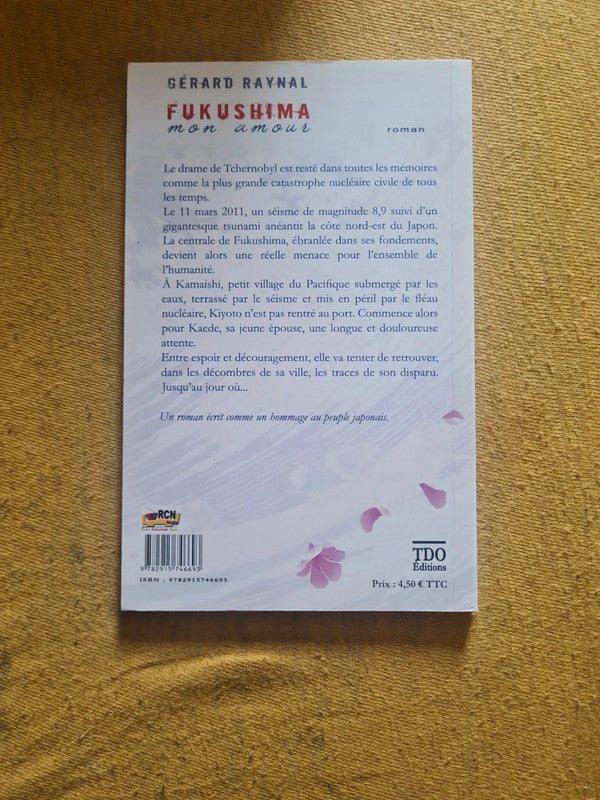 GÉRARD RAYNAL
FUKUSHIMA
mon amour
roman
Le drame de Tchernobyl est resté dans toutes les mémoires
comme la plus grande catastrophe nucléaire civile de tous
les temps.
Le 11 mars 2011, un séisme de magnitude 8,9 suivi d'un
gigantesque tsunami anéantit la côte nord-est du Japon.
La centrale de Fukushima, ébranlée dans ses fondements,
devient alors une réelle menace pour l'ensemble de
l'humanité.
À Kamaishi, petit village du Pacifique submergé par les
eaux, terrassé par le séisme et mis en péril par le fléau
nucléaire, Kiyoto n'est pas rentré au port. Commence alors
pour Kaede, sa jeune épouse, une longue et douloureuse
attente.
Entre espoir et découragement, elle va tenter de retrouver,
dans les décombres de sa ville, les traces de son disparu.
Jusqu'au jour où...
Un roman écrit comme un hommage au peuple japonais.
RCN
9 782915 746693
ISBN : 9782915746693
TDO
Éditions
Prix : 4,50 € TTC